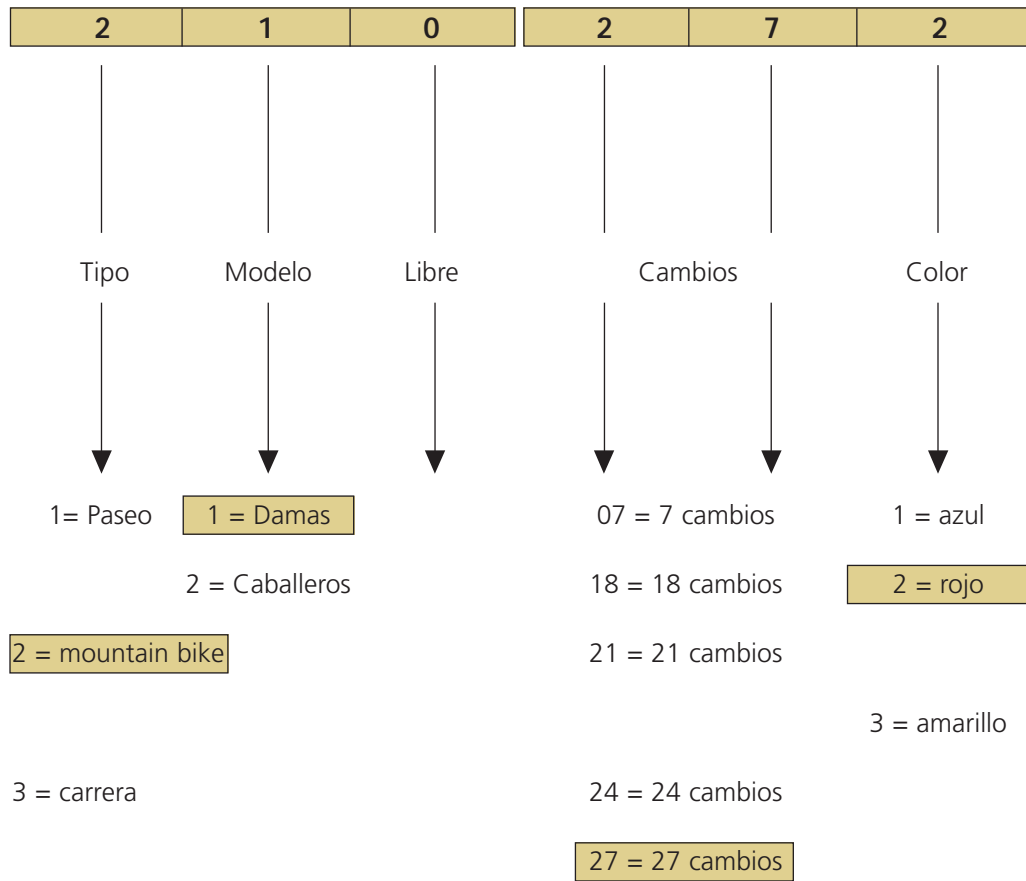 2 1 0 2 7 2
Tipo Modelo Libre Cambios Color
1= Paseo 1 = Damas 07 = 7 cambios 1 = azul
2 = Caballeros 18 = 18 cambios 2 = rojo
2 = mountain bike 21 = 21 cambios
3 = amarillo
3 = carrera 24 = 24 cambios
27 = 27 cambios